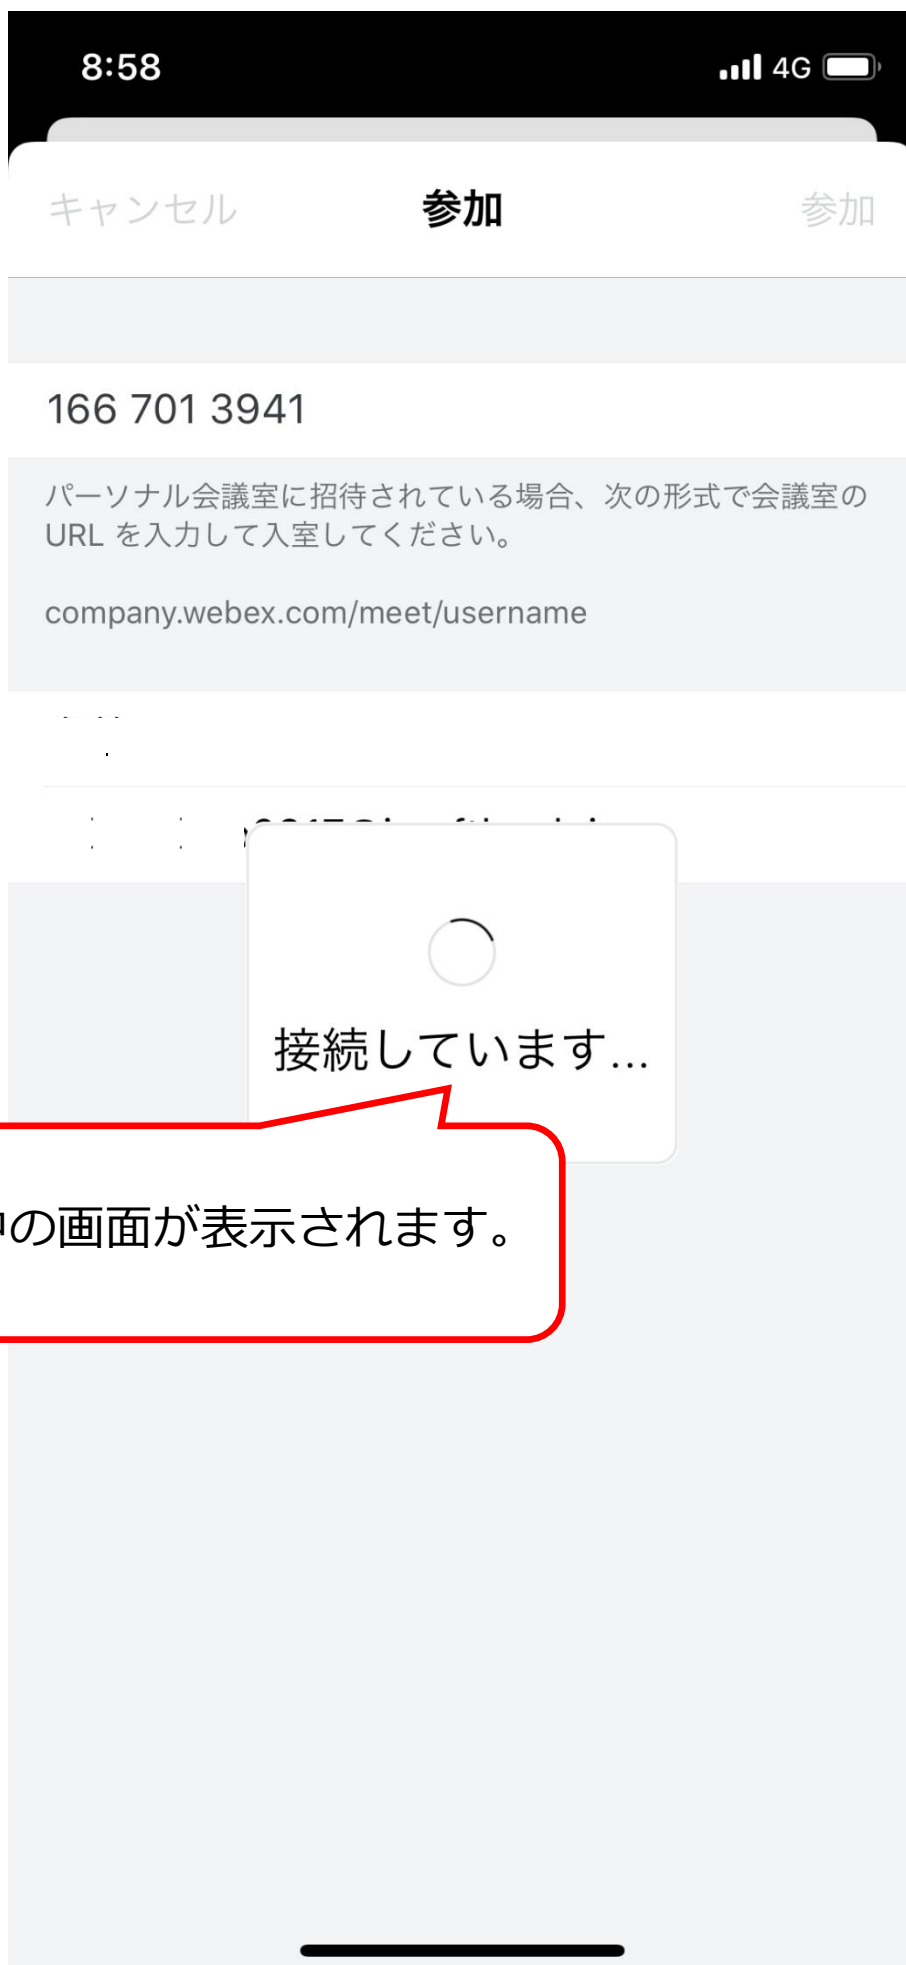 8:58
4G
キャンセル
参加
参加
166 701 3941
パーソナル会議室に招待されている場合、次の形式で会議室の
URL を入力して入室してください。
company.webex.com/meet/username
接続しています...
の画面が表示されます。